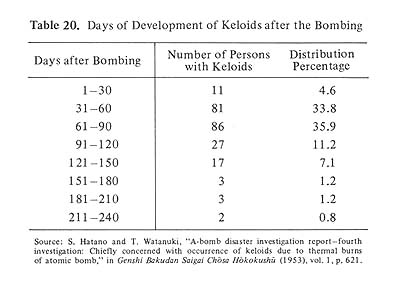 Table 20. Days of Development of Keloids after the Bombing
Days after Bombing Number of Persons with Keloids Distribution Percentage
1–30 11 4.6
31–60 81 33.8
61–90 86 35.9
91–120 27 11.2
121–150 17 7.1
151–180 3 1.2
181–210 3 1.2
211–240 2 0.8
Source: S. Hatano and T. Watanuki, "A-bomb disaster investigation report–fourth
investigation: Chiefly concerned with occurrence of keloids due to thermal burns
of atomic bomb," in Genshi Bakudan Saigai Chōsa Hōkokushū (1953), vol. 1, p. 621.